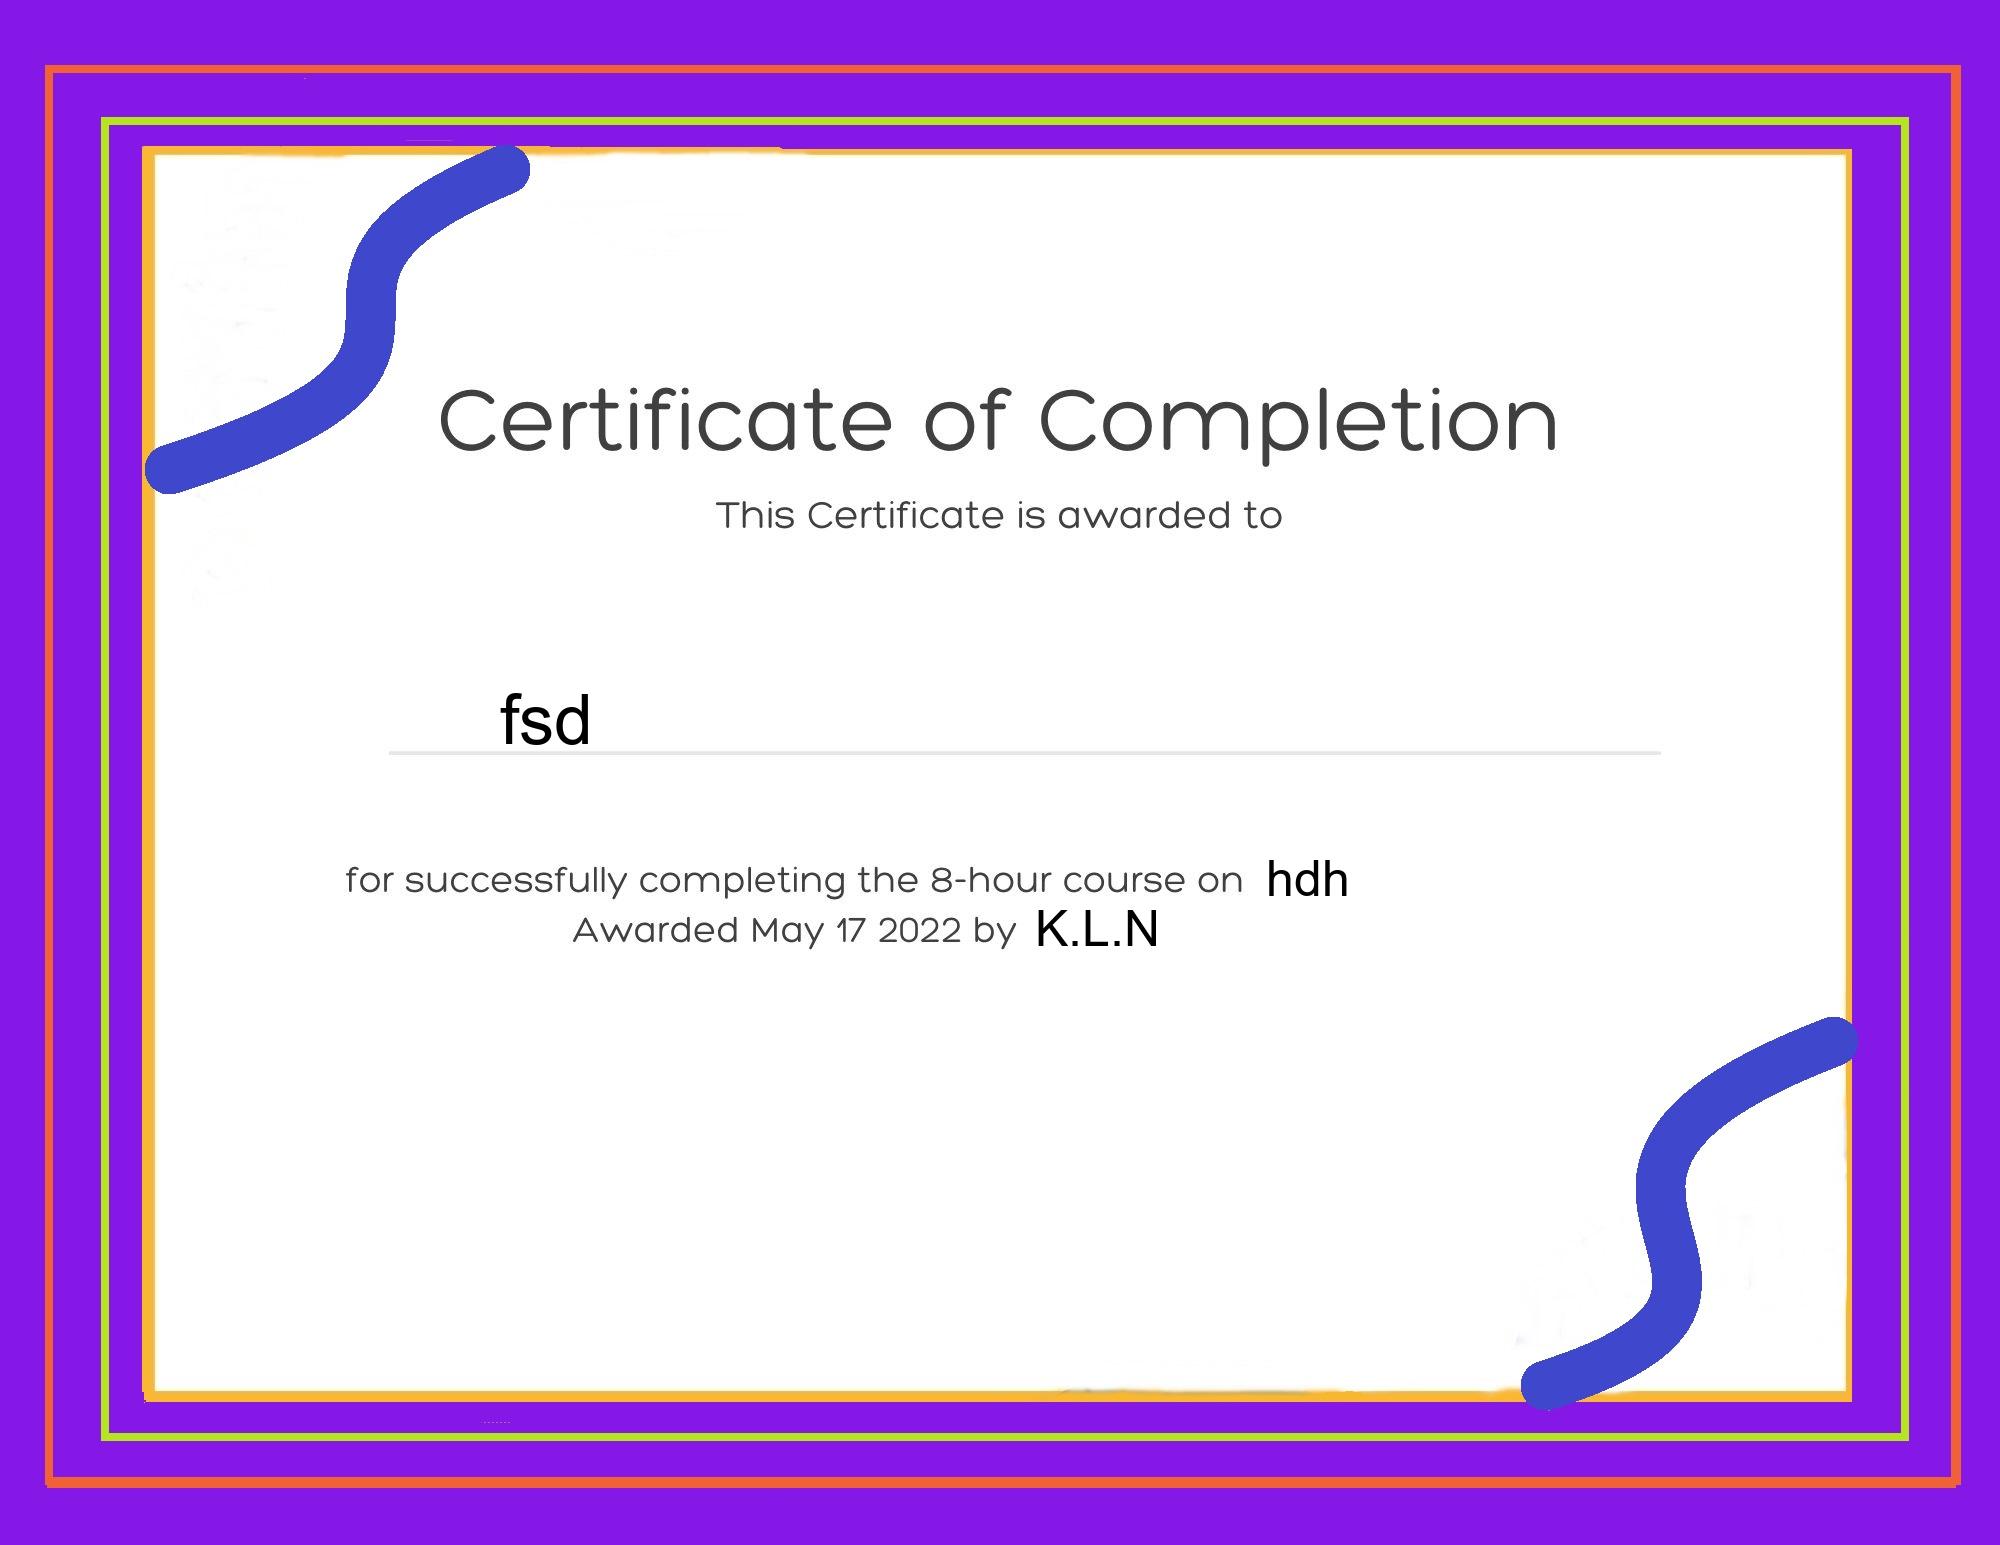 Certificate of Completion
This Certificate is awarded to
fsd
for successfully completing the 8-hour course on hdh
Awarded May 17 2022 by K.L.N